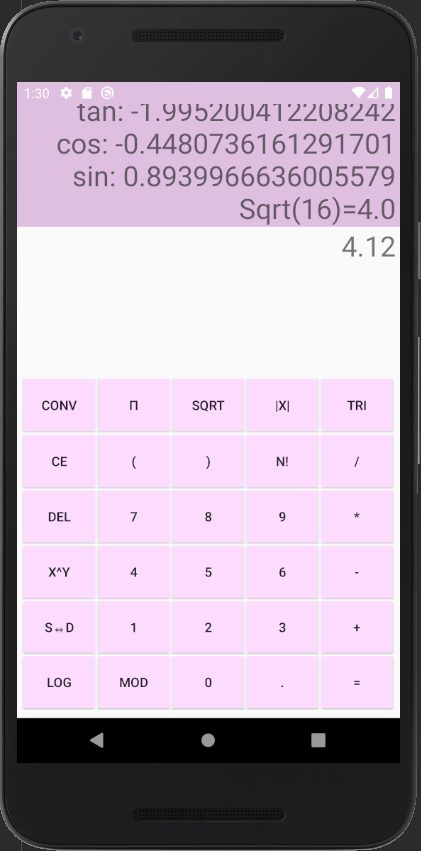 1:30
tan: -1.995200412208242
cos: -0.4480736161291701
sin: 0.8939966636005579
Sqrt(16)=4.0
4.12
CONV Π SQRT |X| TRI
CE ( ) N! /
DEL 7 8 9 *
X^Y 4 5 6 -
S↔D 1 2 3 +
LOG MOD 0 . =